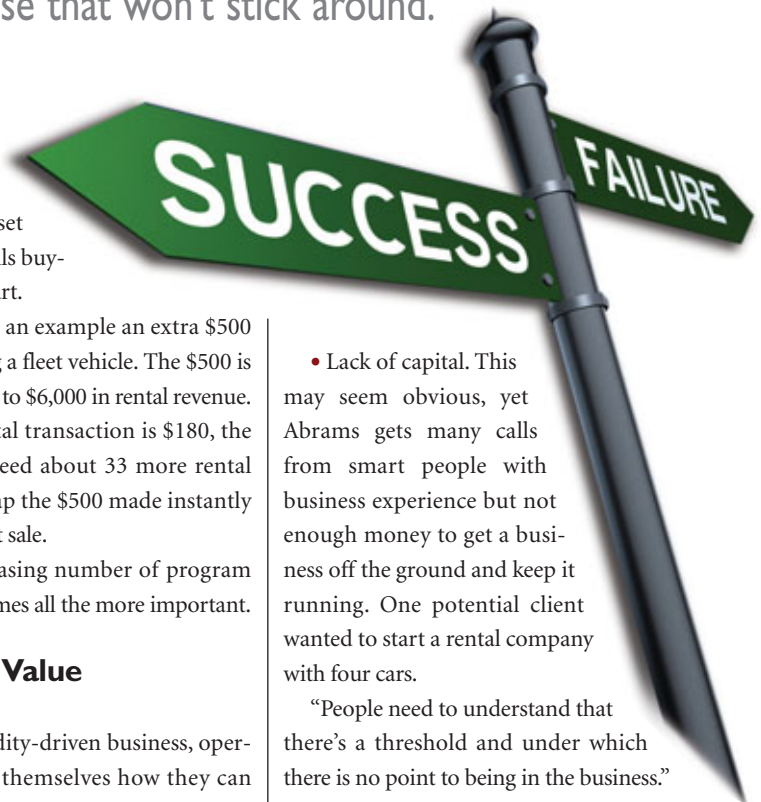 se that won't stick around.
SUCCESS
FAILURE
set
ls buy-
rt.
an example an extra $500
a fleet vehicle. The $500 is
to $6,000 in rental revenue.
tal transaction is $180, the
eed about 33 more rental
ap the $500 made instantly
t sale.
asing number of program
mes all the more important.
Value
dity-driven business, oper-
themselves how they can
• Lack of capital. This
may seem obvious, yet
Abrams gets many calls
from smart people with
business experience but not
enough money to get a busi-
ness off the ground and keep it
running. One potential client
wanted to start a rental company
with four cars.
“People need to understand that
there’s a threshold and under which
there is no point to being in the business.”